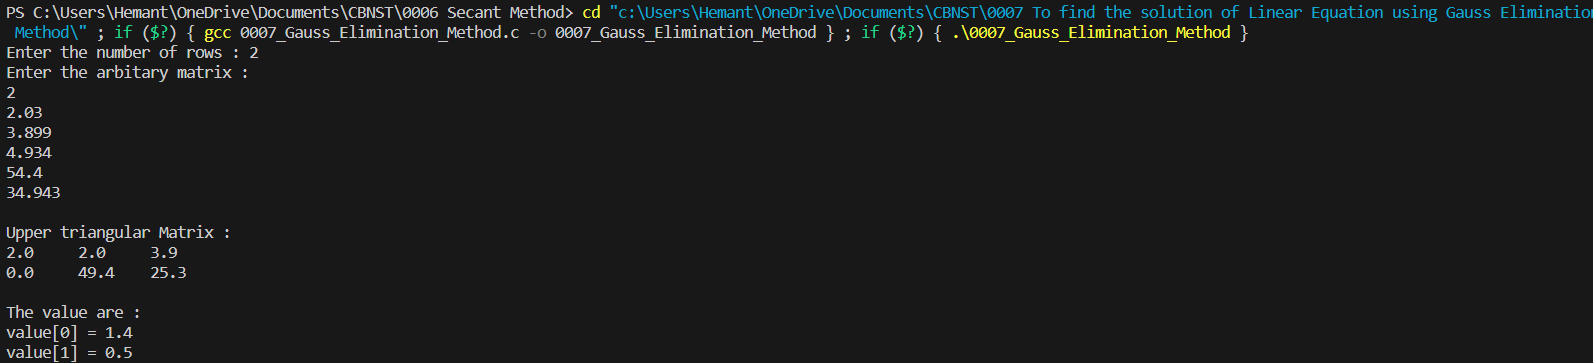 PS C:\Users\Hemant\OneDrive\Documents\CBNST\0006 Secant Method> cd "c:\Users\Hemant\OneDrive\Documents\CBNST\0007 To find the solution of Linear Equation using Gauss Elimination
Method\" ; if ($?) { gcc 0007_Gauss_Elimination_Method.c -o 0007_Gauss_Elimination_Method } ; if ($?) { .\0007_Gauss_Elimination_Method }
Enter the number of rows : 2
Enter the arbitary matrix :
2
2.03
3.899
4.934
54.4
34.943
Upper triangular Matrix :
2.0 2.0 3.9
0.0 49.4 25.3
The value are :
value[0] = 1.4
value[1] = 0.5